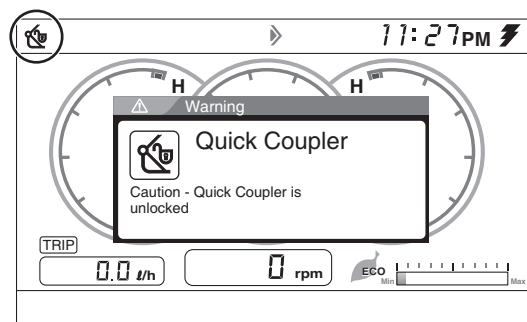 11:27PM
H
H
Warning
Quick Coupler
Caution - Quick Coupler is
unlocked
TRIP
0.0 ℓ/h
0 rpm
ECO
Min
Max